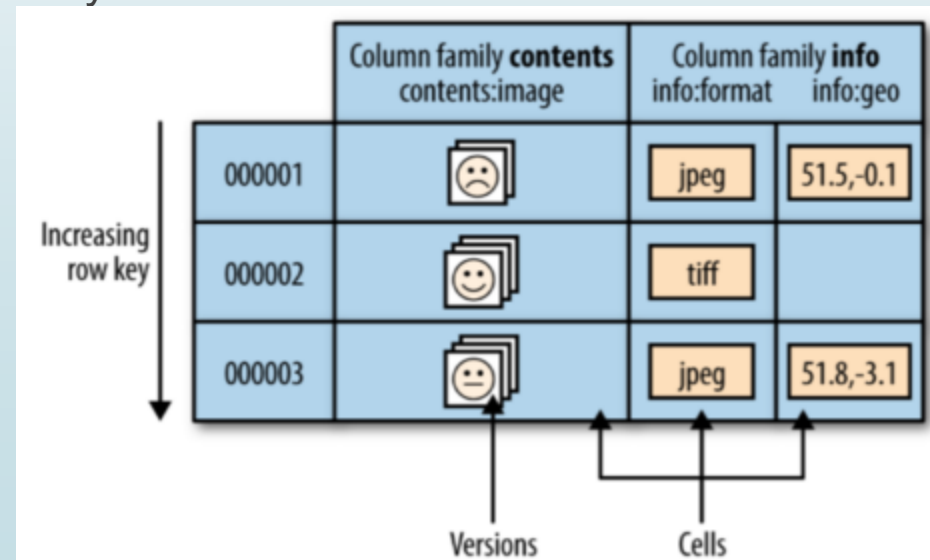 Column family contents
contents:image
Column family info
info:format info:geo
Increasing
row key
000001
jpeg
51.5,-0.1
000002
tiff
000003
jpeg
51.8,-3.1
Versions
Cells